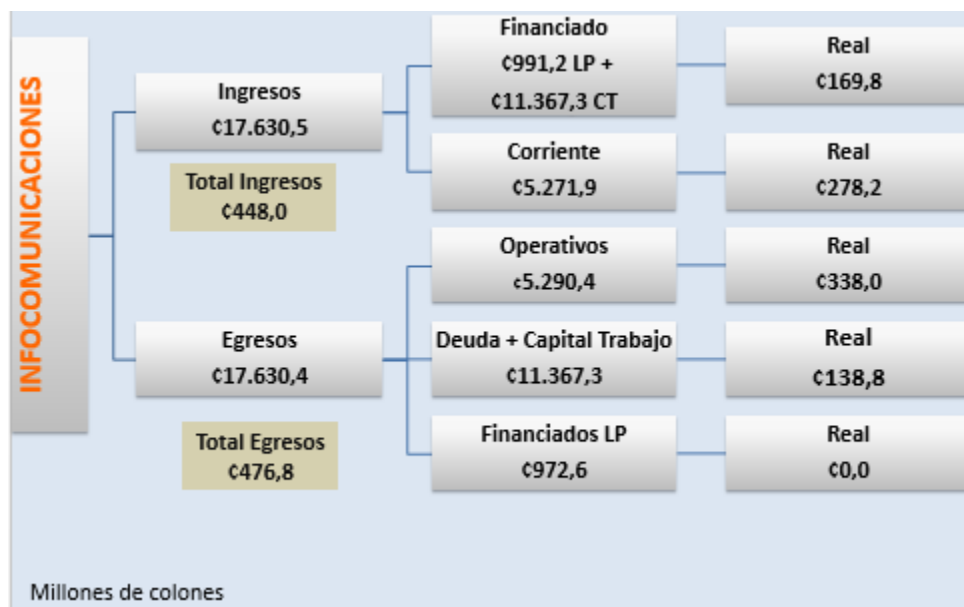 INFOCOMUNICACIONES
Ingresos
¢17.630,5
Total Ingresos
¢448,0
Financiado
¢991,2 LP +
¢11.367,3 CT
Real
¢169,8
Corriente
¢5.271,9
Real
¢278,2
Egresos
¢17.630,4
Total Egresos
¢476,8
Operativos
¢5.290,4
Real
¢338,0
Deuda + Capital Trabajo
¢11.367,3
Real
¢138,8
Financiados LP
¢972,6
Real
¢0,0
Millones de colones